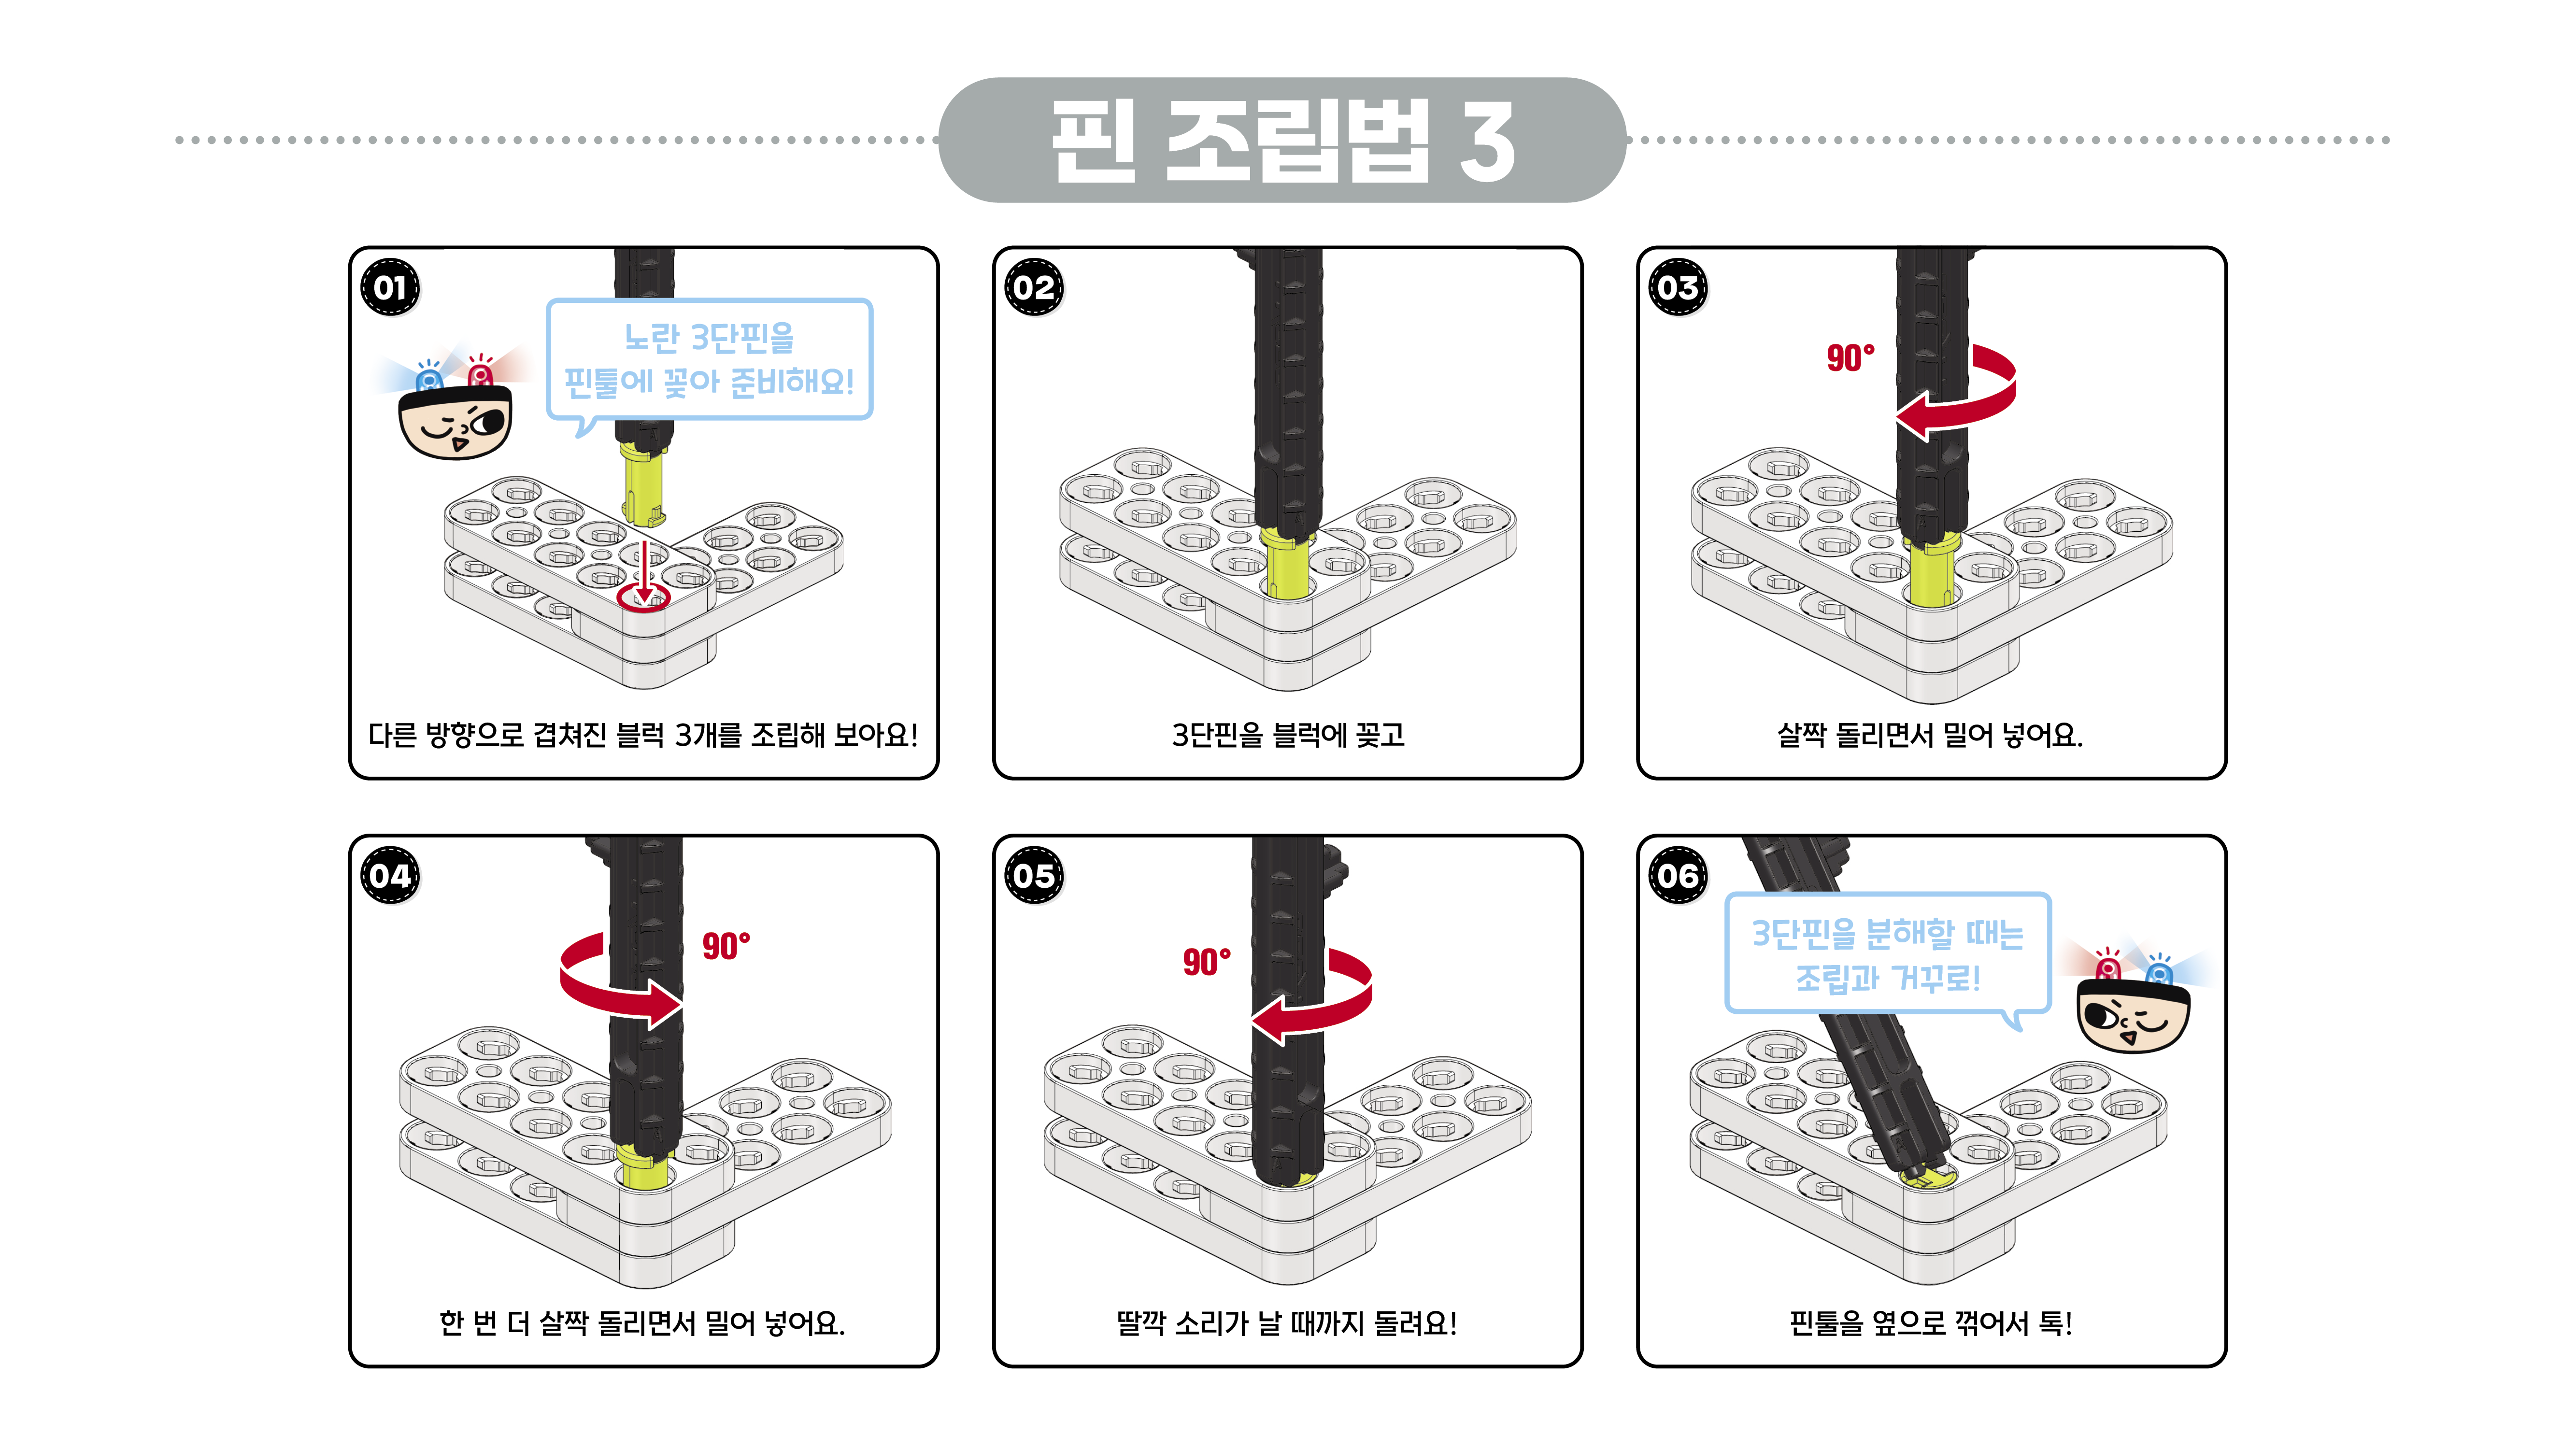 핀 조립법 3
01
노란 3단핀을
핀툴에 꽂아 준비해요!
다른 방향으로 겹쳐진 블럭 3개를 조립해 보아요!
02
3단핀을 블럭에 꽂고
03
90°
살짝 돌리면서 밀어 넣어요.
04
90°
한 번 더 살짝 돌리면서 밀어 넣어요.
05
90°
딸깍 소리가 날 때까지 돌려요!
06
3단핀을 분해할 때는
조립과 거꾸로!
핀툴을 옆으로 꺾어서 톡!